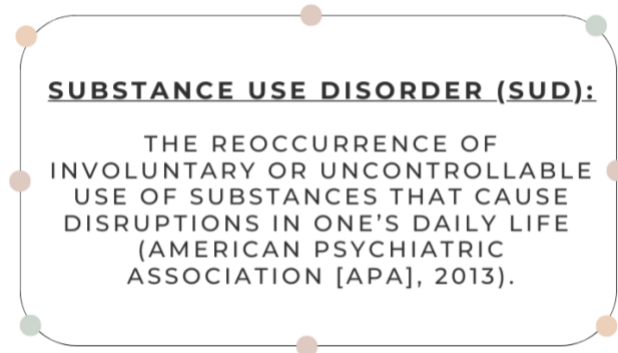 SUBSTANCE USE DISORDER (SUD):
THE REOCCURRENCE OF
INVOLUNTARY OR UNCONTROLLABLE
USE OF SUBSTANCES THAT CAUSE
DISRUPTIONS IN ONE’S DAILY LIFE
(AMERICAN PSYCHIATRIC
ASSOCIATION [APA], 2013).